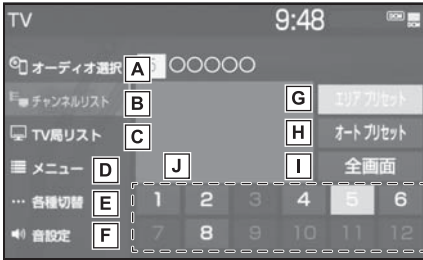 TV 9:48
オーディオ選択 A 5 〇〇〇〇〇
チャンネルリスト B G エリアプリセット
TV局リスト C H オートプリセット
メニュー D J I 全画面
各種切替 E 1 2 3 4 5 6
音設定 F 7 8 9 10 11 12